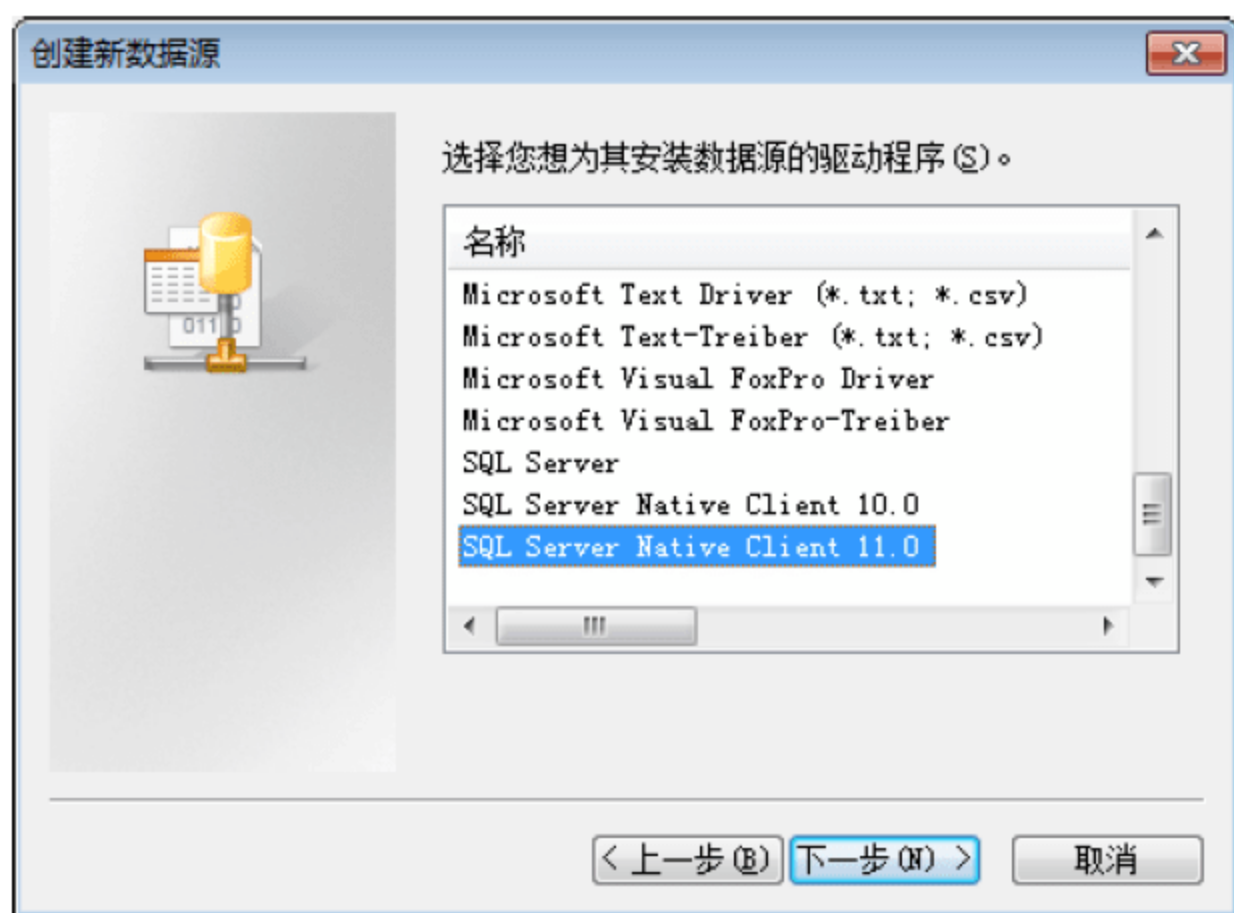 创建新数据源
选择您想为其安装数据源的驱动程序(S)。
名称
Microsoft Text Driver (*.txt; *.csv)
Microsoft Text-Treiber (*.txt; *.csv)
Microsoft Visual FoxPro Driver
Microsoft Visual FoxPro-Treiber
SQL Server
SQL Server Native Client 10.0
SQL Server Native Client 11.0
< 上一步(B) 下一步(N) > 取消